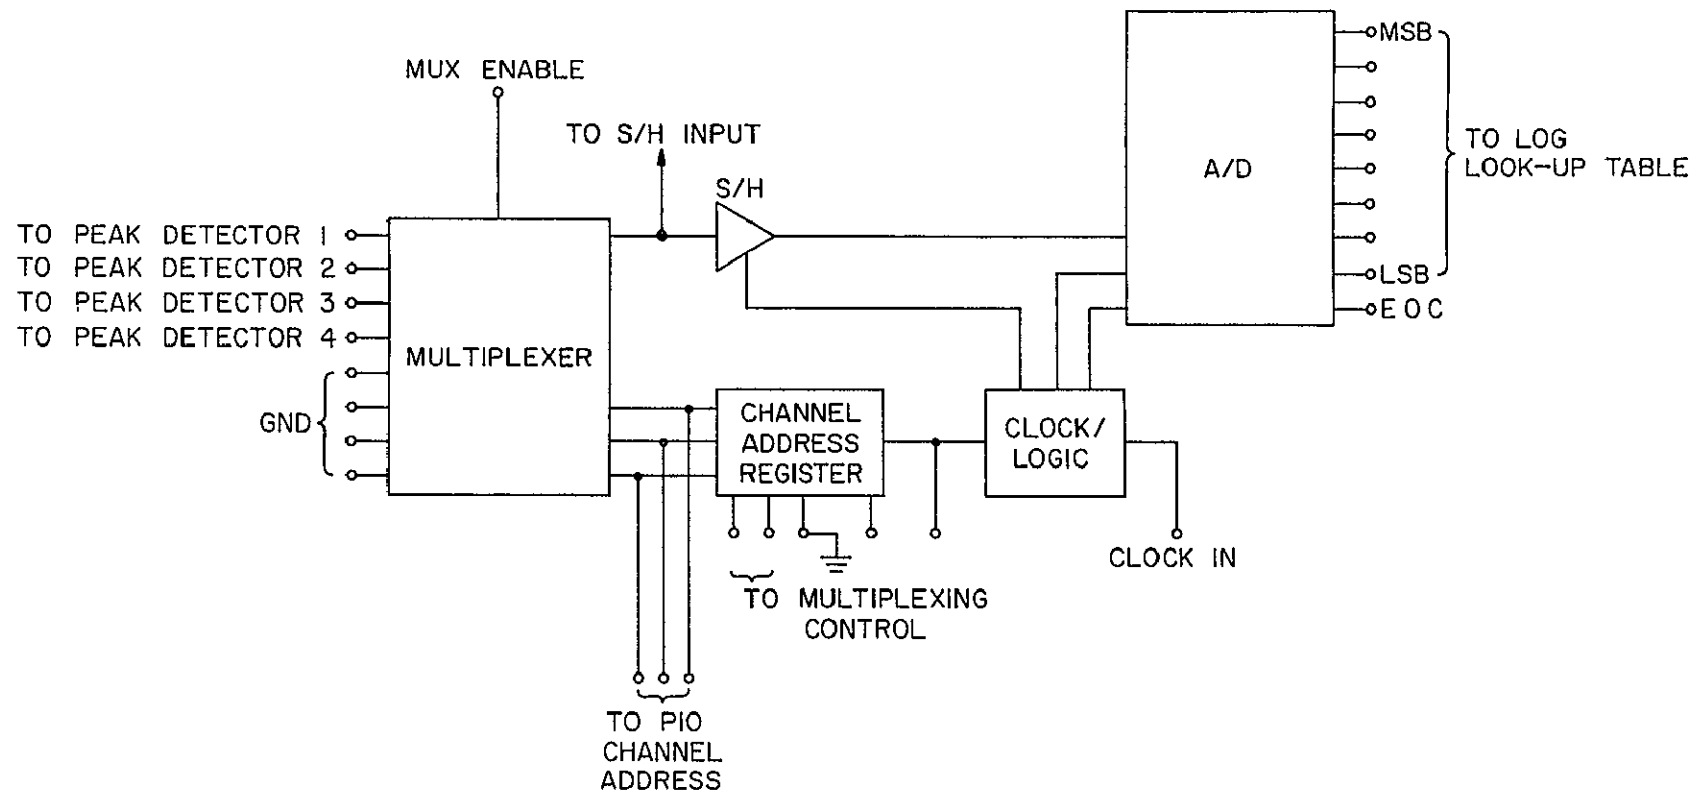 MUX ENABLE
TO S/H INPUT
S/H
A/D
MSB
TO LOG
LOOK-UP TABLE
LSB
EOC
TO PEAK DETECTOR 1
TO PEAK DETECTOR 2
TO PEAK DETECTOR 3
TO PEAK DETECTOR 4
GND
MULTIPLEXER
CHANNEL
ADDRESS
REGISTER
CLOCK/
LOGIC
CLOCK IN
TO MULTIPLEXING
CONTROL
TO PIO
CHANNEL
ADDRESS